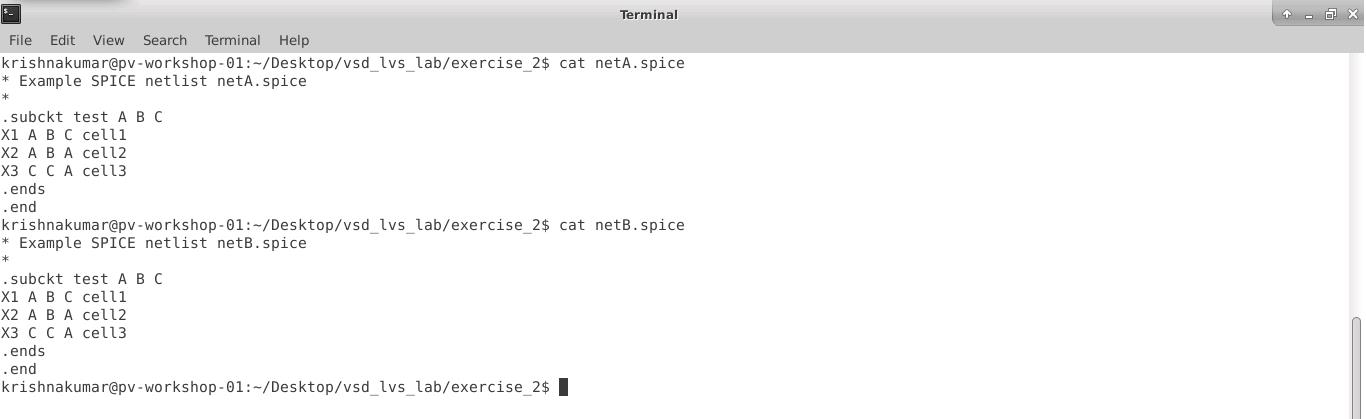 Terminal
File Edit View Search Terminal Help
krishnakumar@pv-workshop-01:~/Desktop/vsd_lvs_lab/exercise_2$ cat netA.spice
* Example SPICE netlist netA.spice
*
.subckt test A B C
X1 A B C cell1
X2 A B A cell2
X3 C C A cell3
.ends
.end
krishnakumar@pv-workshop-01:~/Desktop/vsd_lvs_lab/exercise_2$ cat netB.spice
* Example SPICE netlist netB.spice
*
.subckt test A B C
X1 A B C cell1
X2 A B A cell2
X3 C C A cell3
.ends
.end
krishnakumar@pv-workshop-01:~/Desktop/vsd_lvs_lab/exercise_2$